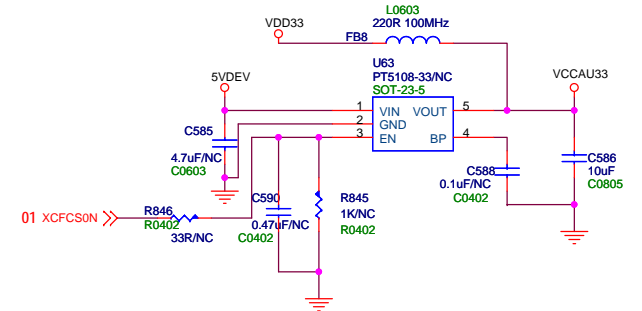 L0603
VDD33
220R 100MHz
FB8
U63
5VDEV
PT5108-33/NC
VCCAU33
SOT-23-5
1 VIN VOUT 5
2 GND
3 EN BP 4
C585
4.7uF/NC
C0603
C586
10uF
C0805
C588
0.1uF/NC
C0402
C590
0.47uF/NC
C0402
R845
1K/NC
R0402
01 XCFCS0N
R846
R0402
33R/NC